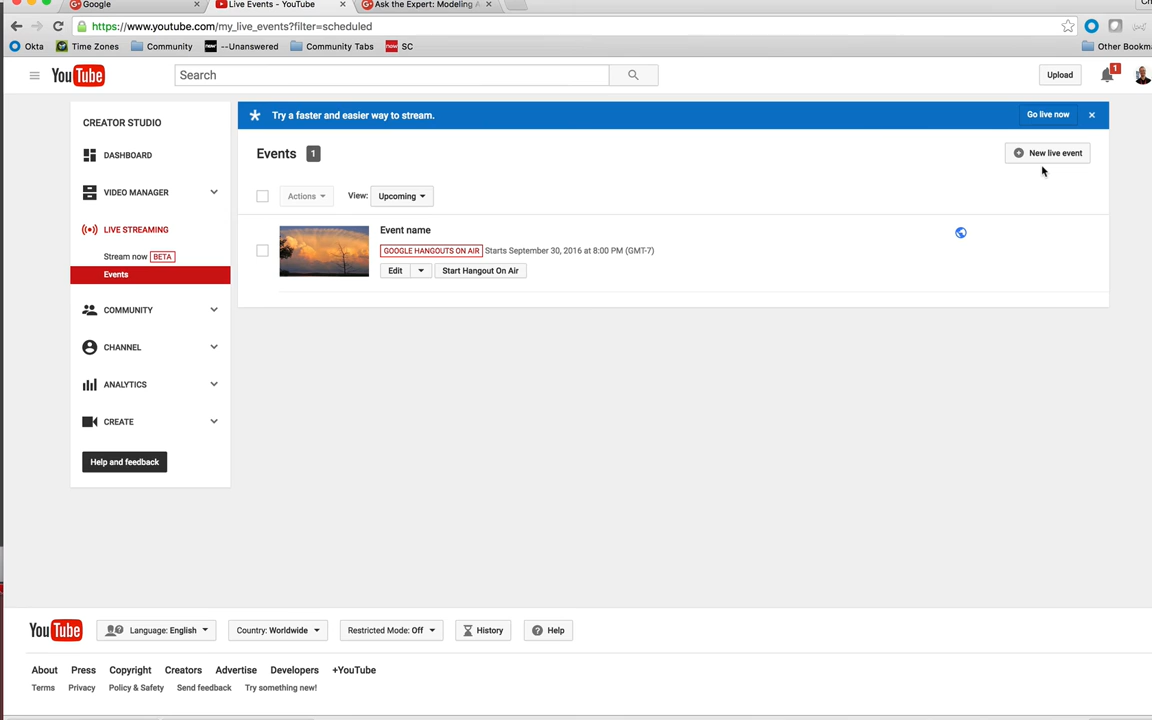 Google × Live Events - YouTube × Ask the Expert: Modeling A ×
https://www.youtube.com/my_live_events?filter=scheduled
Okta Time Zones Community --Unanswered Community Tabs now SC Other Bookm
YouTube Search Upload 1
Try a faster and easier way to stream. Go live now ×
CREATOR STUDIO
DASHBOARD
VIDEO MANAGER
LIVE STREAMING
Stream now BETA
Events
COMMUNITY
CHANNEL
ANALYTICS
CREATE
Help and feedback
Events 1
New live event
Actions View: Upcoming
Event name
GOOGLE HANGOUTS ON AIR Starts September 30, 2016 at 8:00 PM (GMT-7)
Edit Start Hangout On Air
YouTube Language: English Country: Worldwide Restricted Mode: Off History Help
About Press Copyright Creators Advertise Developers +YouTube
Terms Privacy Policy & Safety Send feedback Try something new!